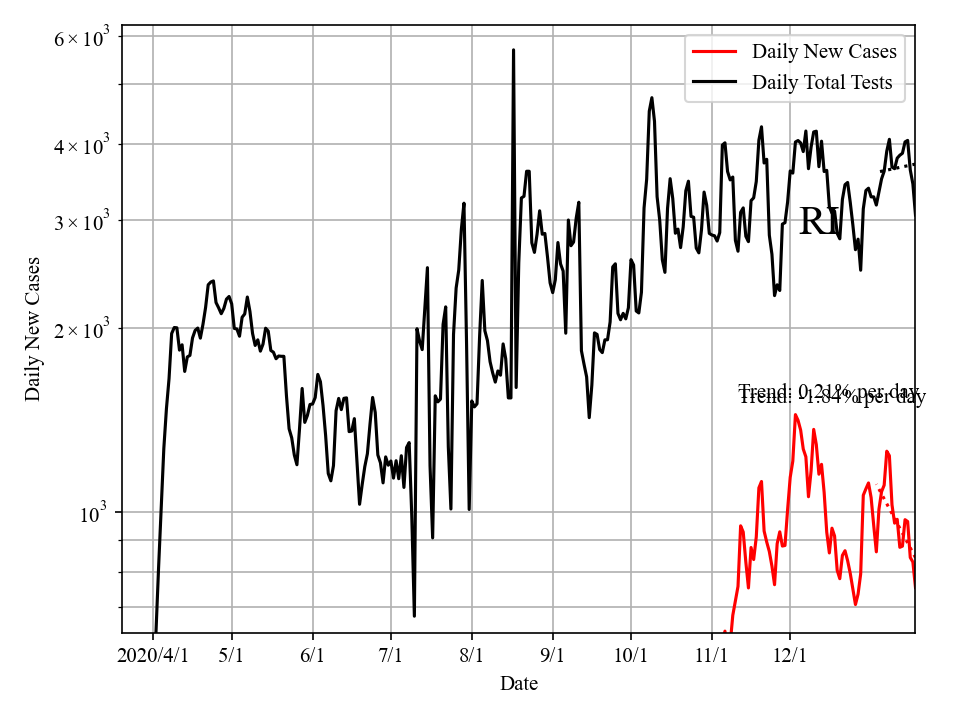 6×10³
4×10³
3×10³
2×10³
10³
Daily New Cases
Daily New Cases
Daily Total Tests
RI
Trend: 0.21% per day
Trend: -1.84% per day
2020/4/1 5/1 6/1 7/1 8/1 9/1 10/1 11/1 12/1
Date